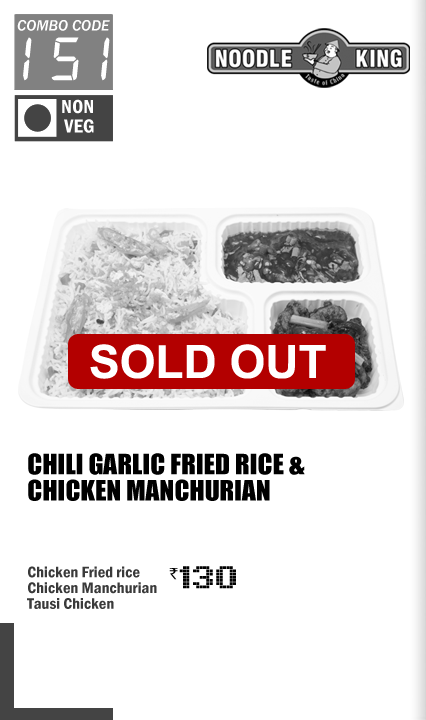 COMBO CODE
151
NON
VEG
NOODLE KING
Taste of China
SOLD OUT
CHILI GARLIC FRIED RICE &
CHICKEN MANCHURIAN
Chicken Fried rice
Chicken Manchurian
Tausi Chicken
₹130